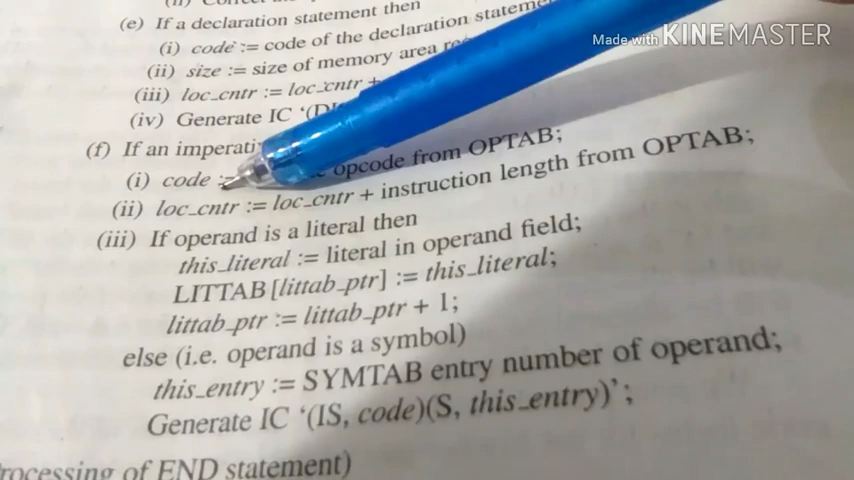 (e) If a declaration statement then
(i) code := code of the declaration
(ii) size := size of memory area
(iii) loc_cntr := loc_cntr +
(iv) Generate IC
Made with KINEMASTER
(f) If an
(i) code opcode from OPTAB;
(ii) loc_cntr := loc_cntr + instruction length from OPTAB;
(iii) If operand is a literal then
this_literal := literal in operand field;
LITTAB [littab_ptr] := this_literal;
littab_ptr := littab_ptr + 1;
else (i.e. operand is a symbol)
this_entry := SYMTAB entry number of operand;
Generate IC ‘(IS, code)(S, this_entry)’;
of END statement)